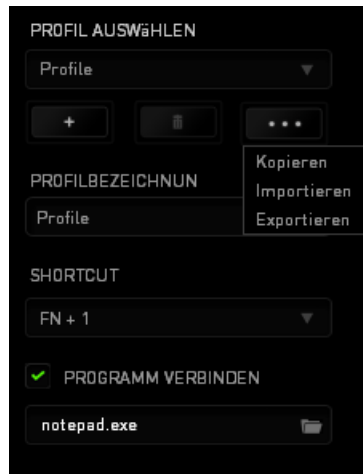 PROFIL AUSWäHLEN
Profile
Kopieren
Importieren
Exportieren
PROFILBEZEICHNUN
Profile
SHORTCUT
FN + 1
PROGRAMM VERBINDEN
notepad.exe